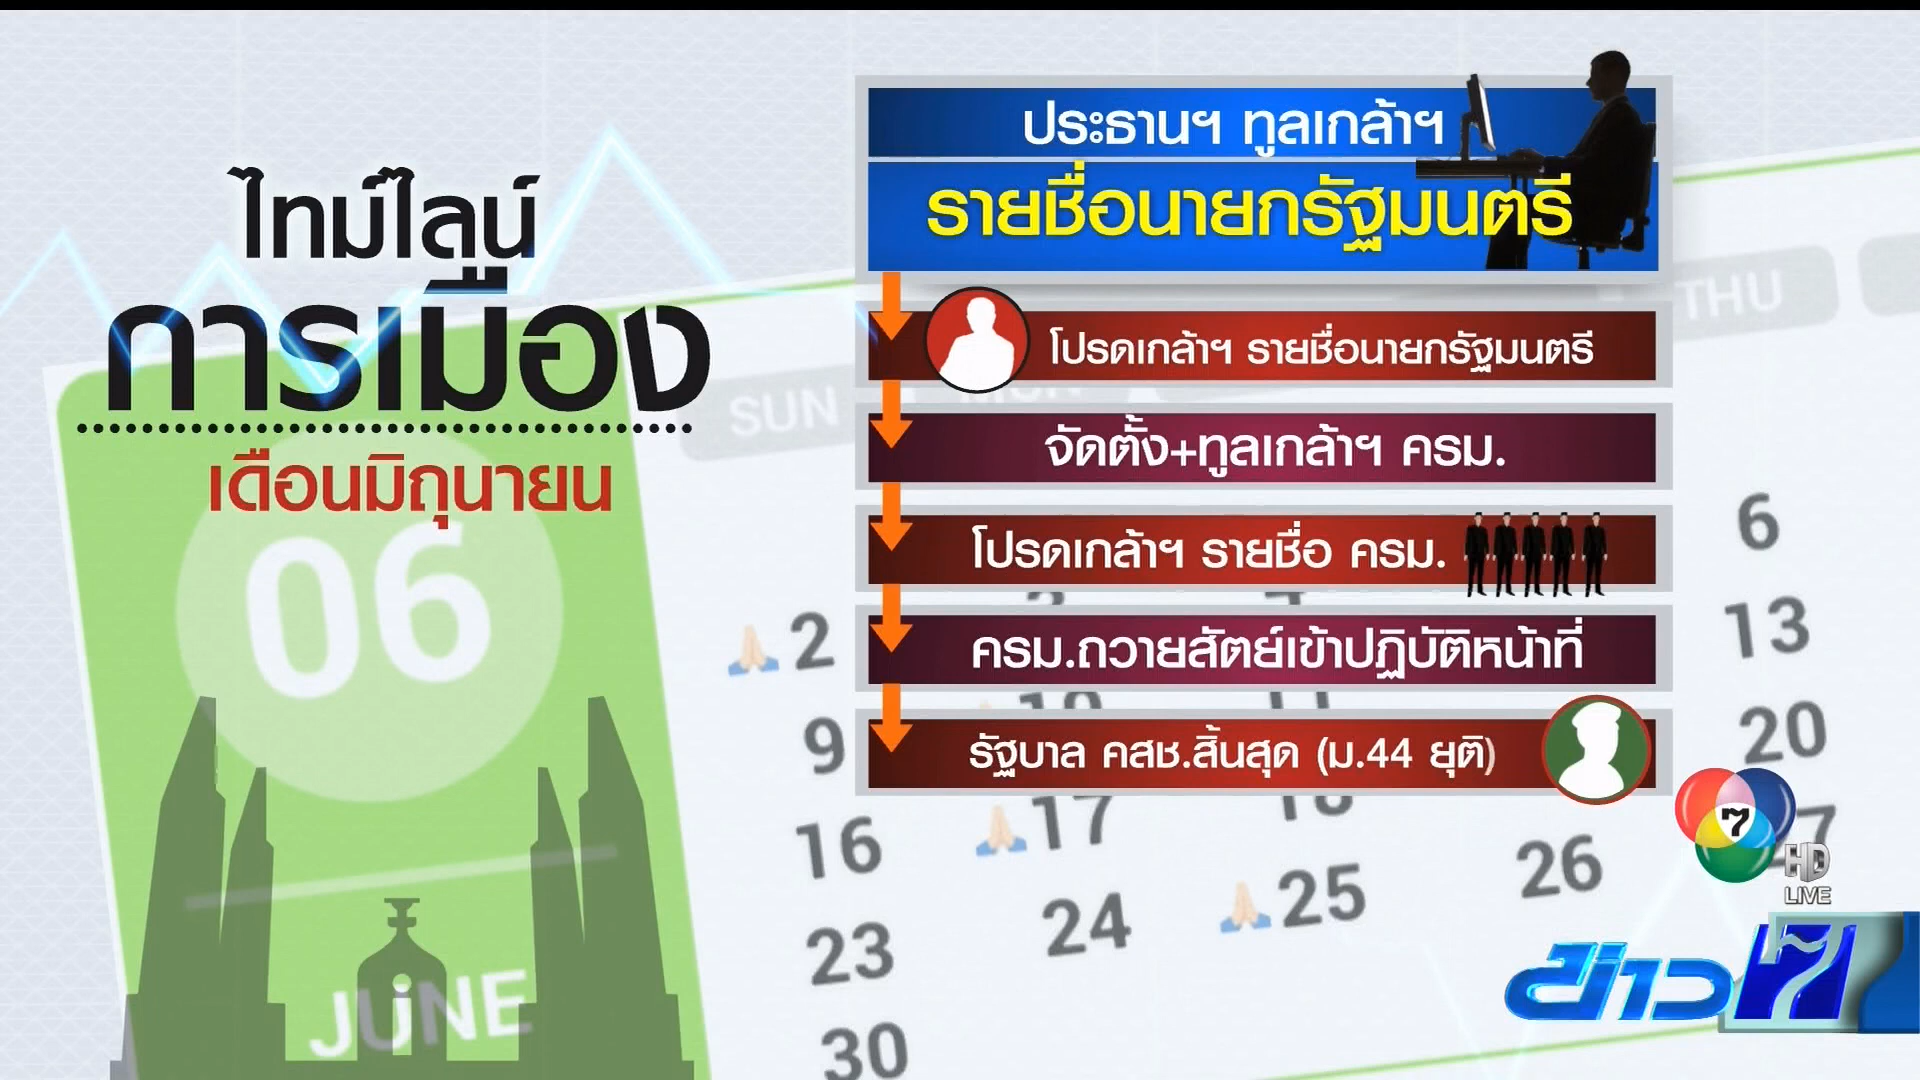 ไทม์ไลน์
การเมือง
เดือนมิถุนายน
06
JUNE
ประธานฯ ทูลเกล้าฯ
รายชื่อนายกรัฐมนตรี
โปรดเกล้าฯ รายชื่อนายกรัฐมนตรี
จัดตั้ง+ทูลเกล้าฯ ครม.
โปรดเกล้าฯ รายชื่อ ครม.
ครม.ถวายสัตย์เข้าปฏิบัติหน้าที่
รัฐบาล คสช.สิ้นสุด (ม.44 ยุติ)
SUN THU
6
2 13
9 20
16 17 18
23 24 25 26
30
7
HD
LIVE
ข่าว 7